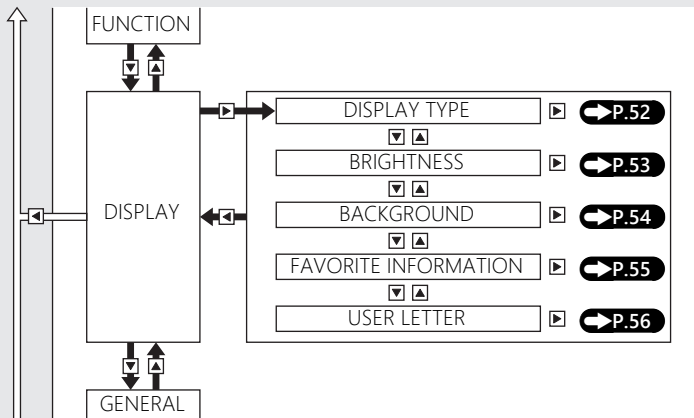 FUNCTION
DISPLAY
DISPLAY TYPE P.52
BRIGHTNESS P.53
BACKGROUND P.54
FAVORITE INFORMATION P.55
USER LETTER P.56
GENERAL